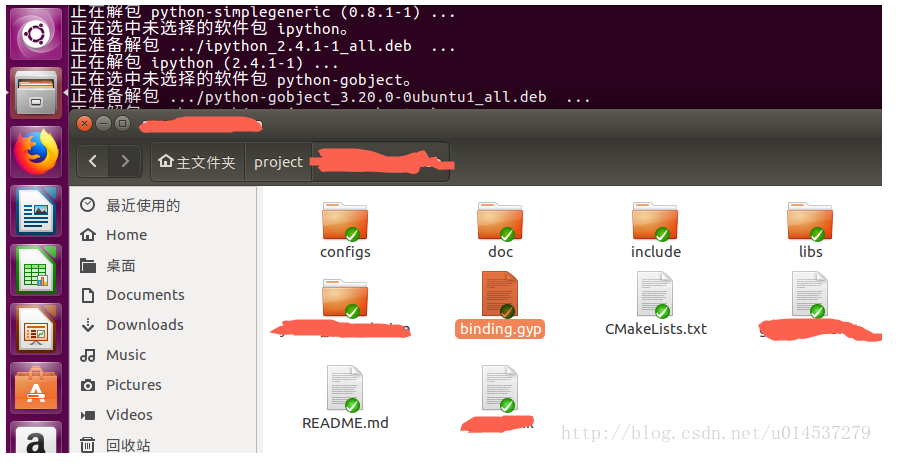 正在解包 python-simplegeneric (0.8.1-1) ...
正在选中未选择的软件包 ipython。
正准备解包 .../ipython_2.4.1-1_all.deb ...
正在解包 ipython (2.4.1-1) ...
正在选中未选择的软件包 python-gobject。
正准备解包 .../python-gobject_3.20.0-0ubuntu1_all.deb ...
主文件夹 project
最近使用的
Home
桌面
Documents
Downloads
Music
Pictures
Videos
回收站
configs doc include libs
binding.gyp CMakeLists.txt
README.md
http://blog.csdn.net/u014537279